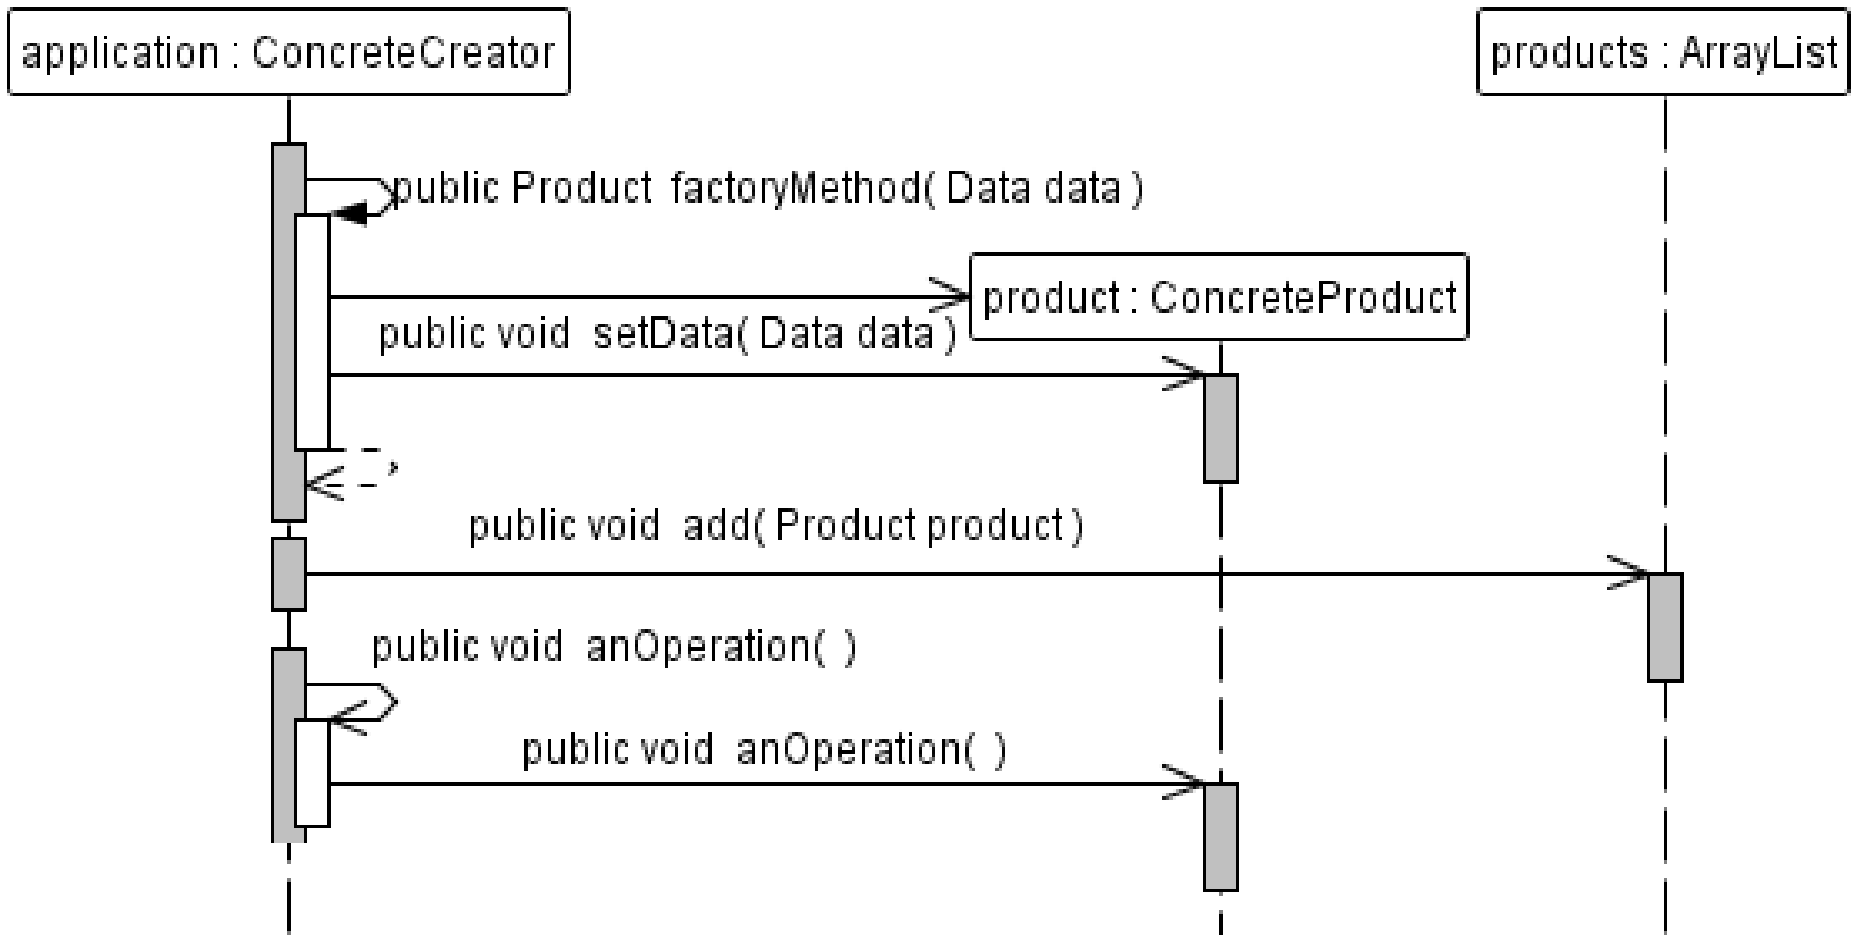 application : ConcreteCreator
products : ArrayList
public Product factoryMethod( Data data )
product : ConcreteProduct
public void setData( Data data )
public void add( Product product )
public void anOperation( )
public void anOperation( )